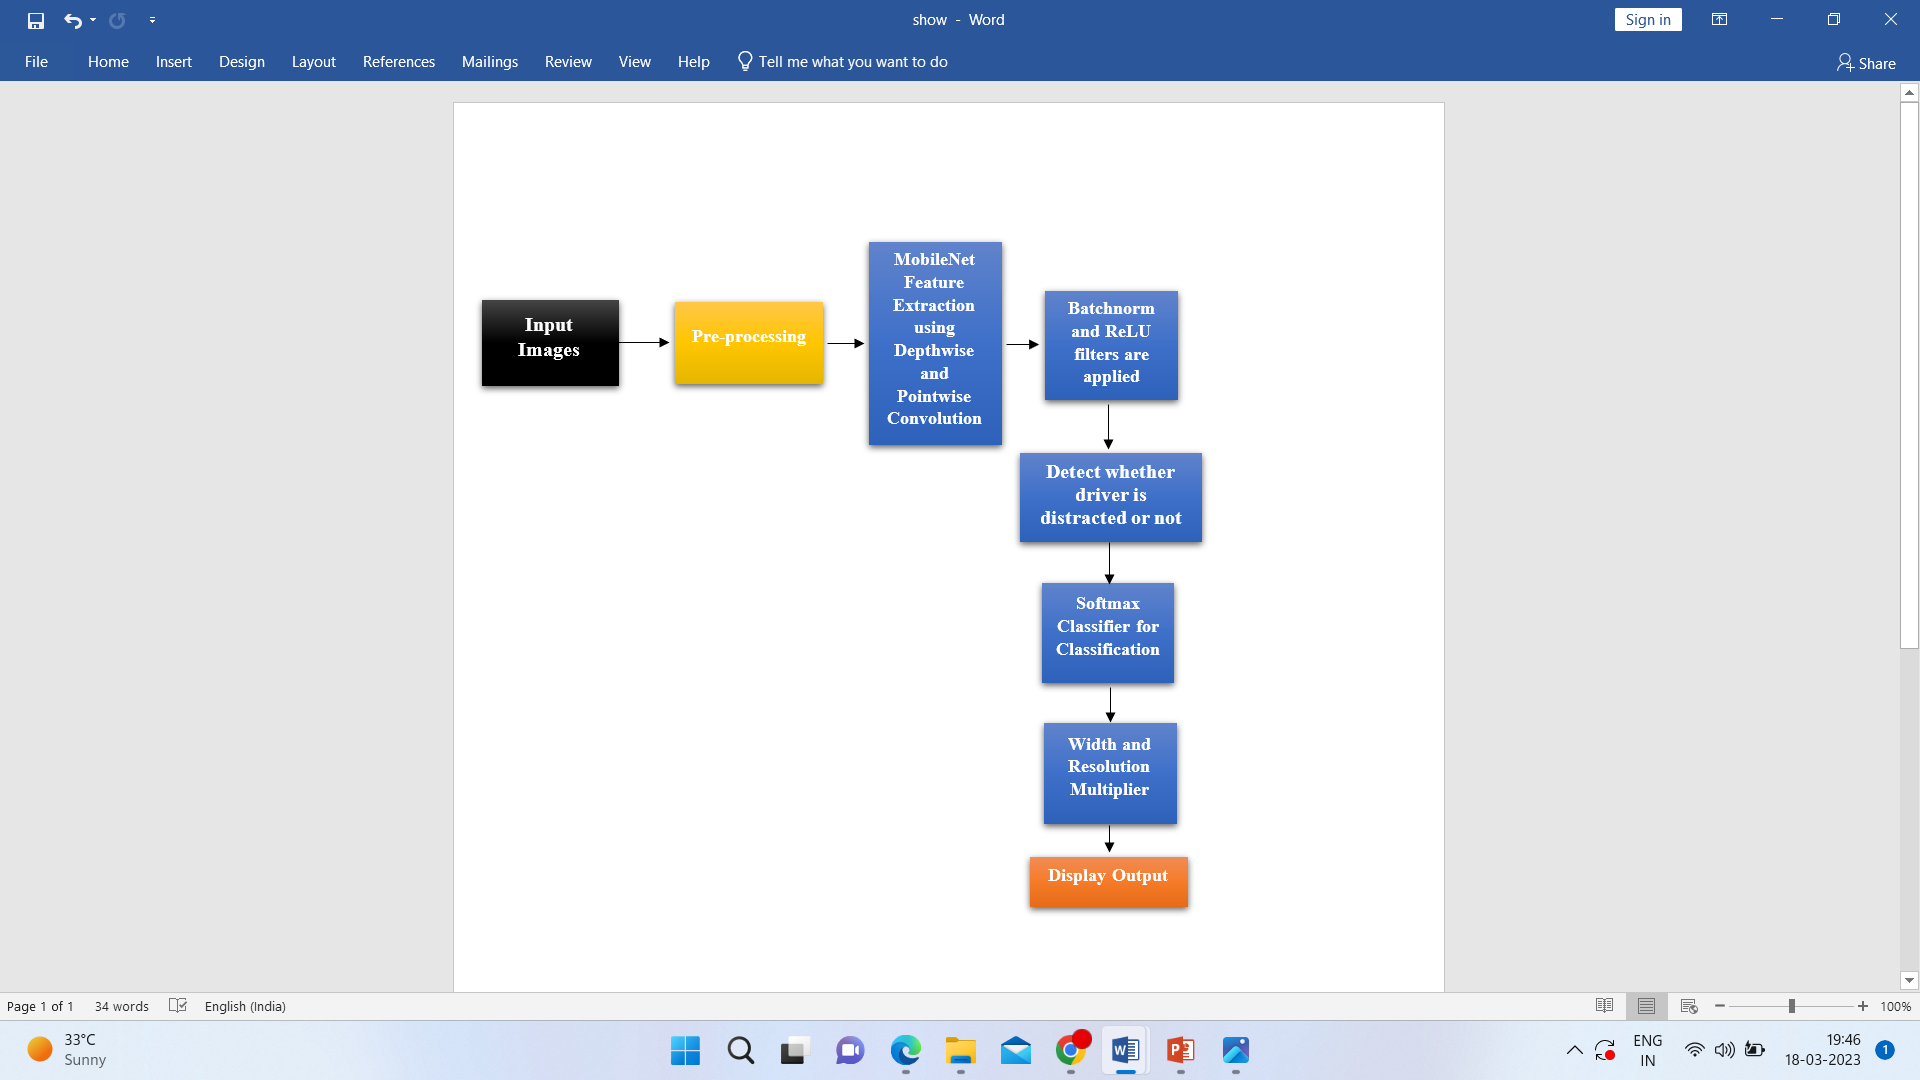 show - Word
Sign in
File
Home
Insert
Design
Layout
References
Mailings
Review
View
Help
Tell me what you want to do
Share
Input
Images
Pre-processing
MobileNet
Feature
Extraction
using
Depthwise
and
Pointwise
Convolution
Batchnorm
and ReLU
filters are
applied
Detect whether
driver is
distracted or not
Softmax
Classifier for
Classification
Width and
Resolution
Multiplier
Display Output
Page 1 of 1
34 words
English (India)
100%
33°C
Sunny
ENG
IN
19:46
18-03-2023
1